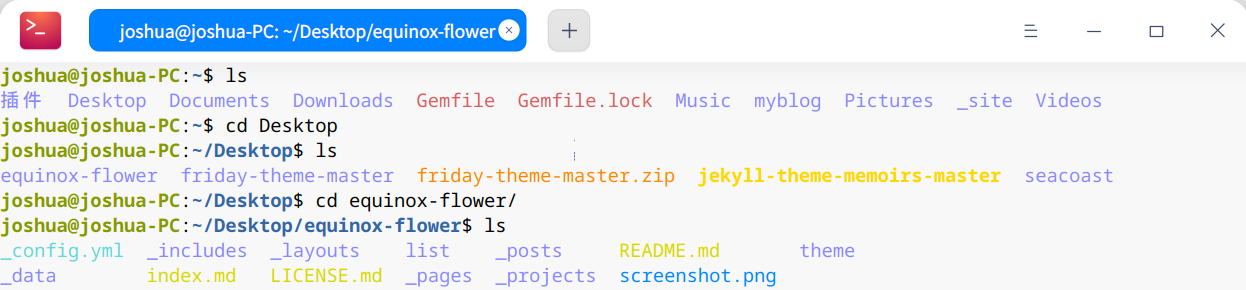 joshua@joshua-PC: ~/Desktop/equinox-flower
joshua@joshua-PC:~$ ls
插件 Desktop Documents Downloads Gemfile Gemfile.lock Music myblog Pictures _site Videos
joshua@joshua-PC:~$ cd Desktop
joshua@joshua-PC:~/Desktop$ ls
equinox-flower friday-theme-master friday-theme-master.zip jekyll-theme-memoirs-master seacoast
joshua@joshua-PC:~/Desktop$ cd equinox-flower/
joshua@joshua-PC:~/Desktop/equinox-flower$ ls
_config.yml _includes _layouts list _posts README.md theme
_data index.md LICENSE.md _pages _projects screenshot.png